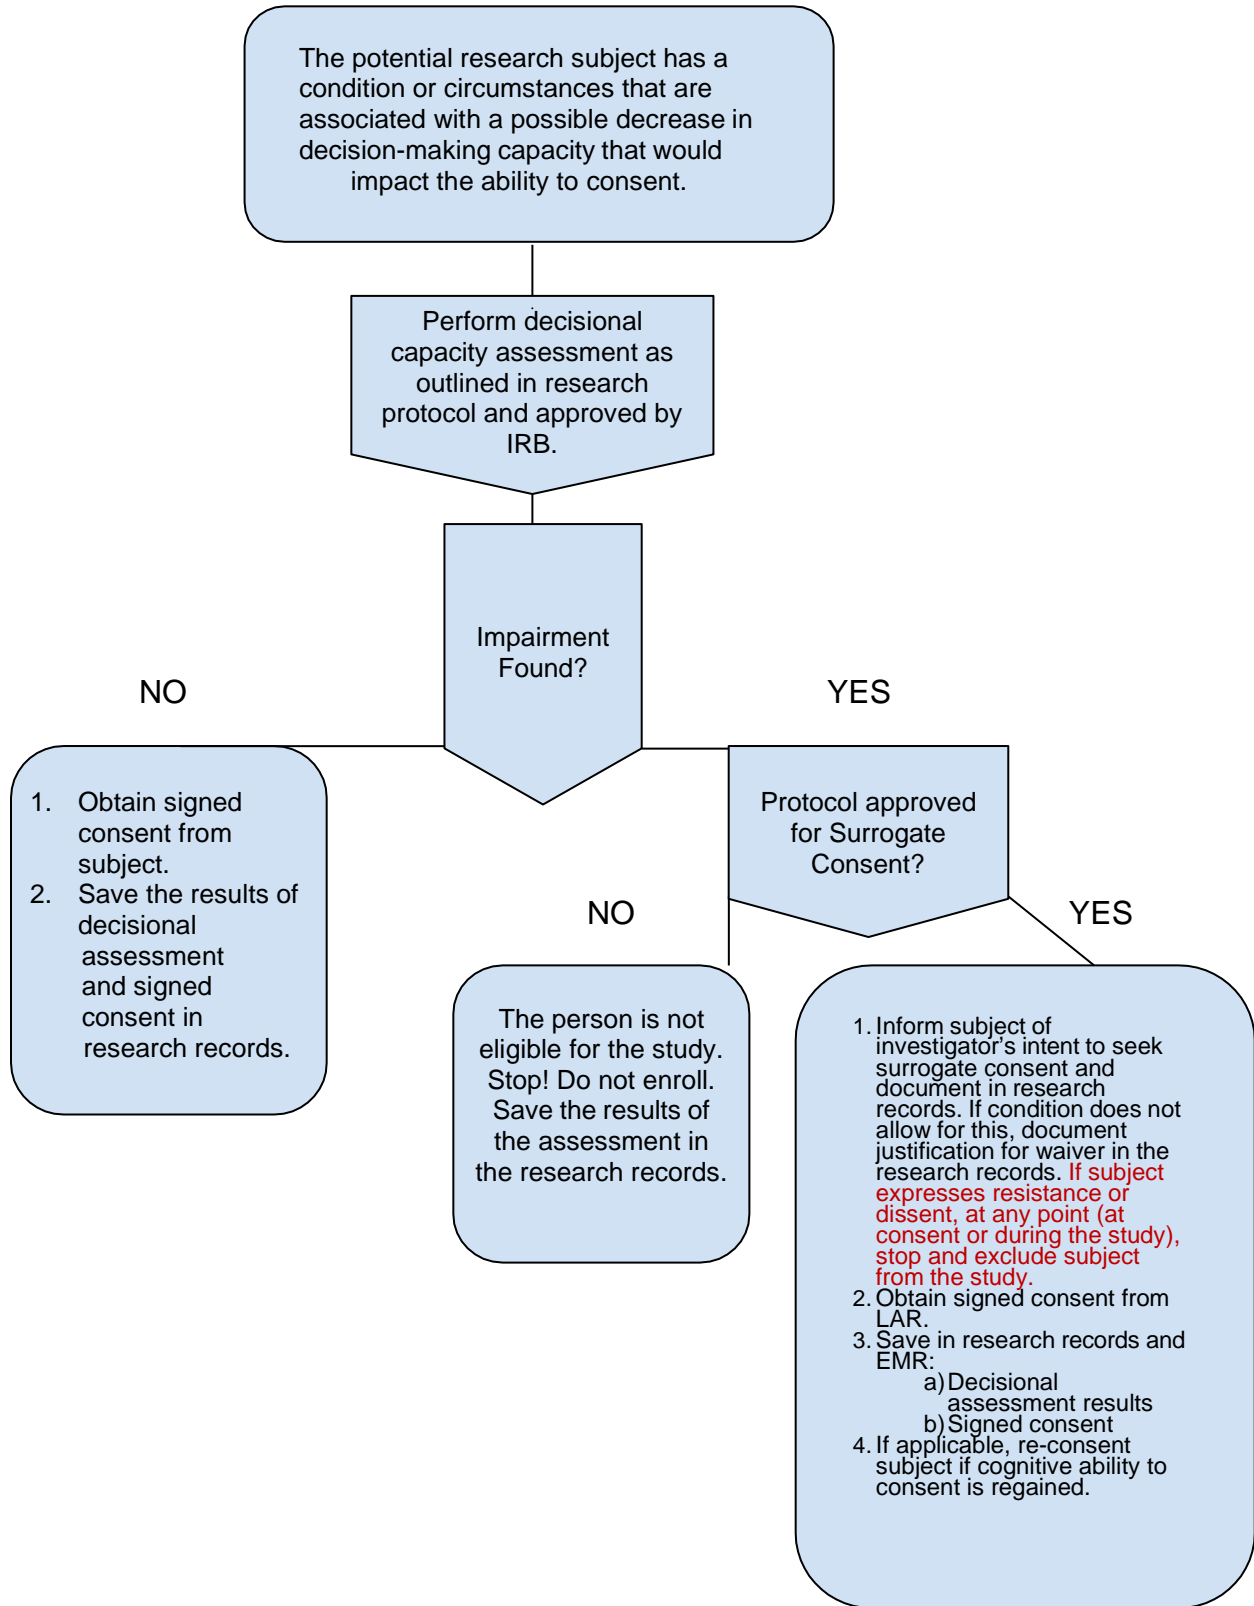 The potential research subject has a
condition or circumstances that are
associated with a possible decrease in
decision-making capacity that would
impact the ability to consent.
Perform decisional
capacity assessment as
outlined in research
protocol and approved by
IRB.
Impairment
Found?
NO
YES
1. Obtain signed
consent from
subject.
2. Save the results of
decisional
assessment
and signed
consent in
research records.
Protocol approved
for Surrogate
Consent?
NO
YES
The person is not
eligible for the study.
Stop! Do not enroll.
Save the results of
the assessment in
the research records.
1. Inform subject of
investigator’s intent to seek
surrogate consent and
document in research
records. If condition does not
allow for this, document
justification for waiver in the
research records. If subject
expresses resistance or
dissent, at any point (at
consent or during the study),
stop and exclude subject
from the study.
2. Obtain signed consent from
LAR.
3. Save in research records and
EMR:
a) Decisional
assessment results
b) Signed consent
4. If applicable, re-consent
subject if cognitive ability to
consent is regained.